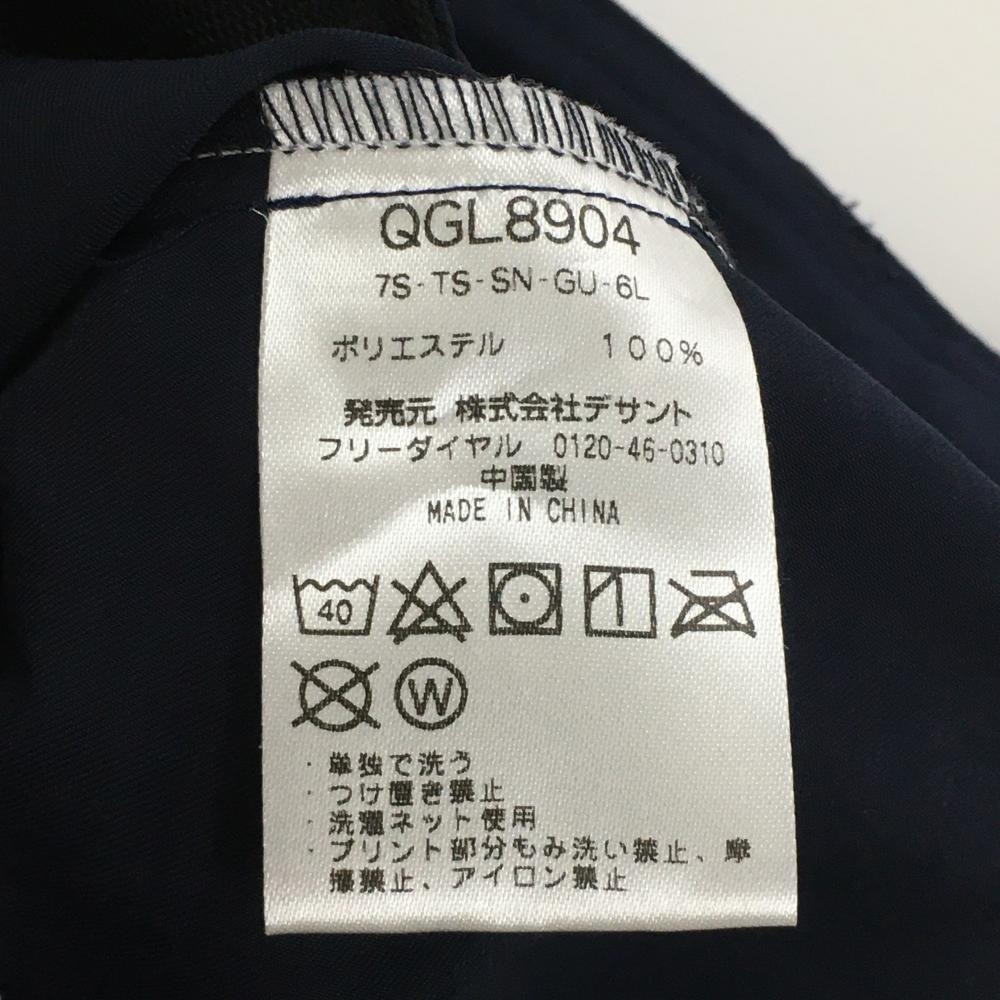 QGL8904
7S-TS-SN-GU-6L
ポリエステル 100%
発売元 株式会社デサント
フリーダイヤル 0120-46-0310
中国製
MADE IN CHINA
40
W
・単独で洗う
・つけ置き禁止
・洗濯ネット使用
・プリント部分もみ洗い禁止、摩
擦禁止、アイロン禁止